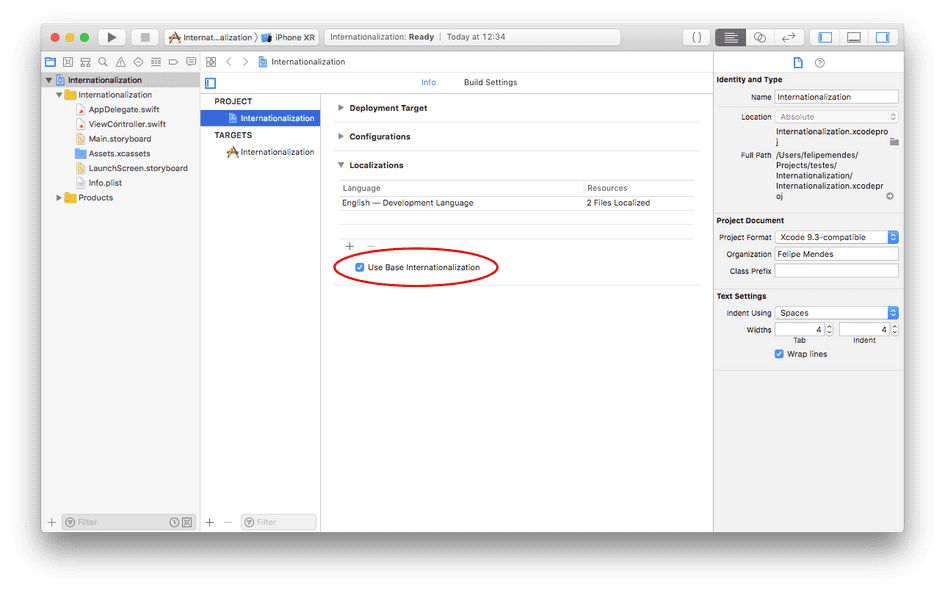 Internat...alization
iPhone XR
Internationalization: Ready
Today at 12:34
{ }
Internationalization
Internationalization
Internationalization
AppDelegate.swift
ViewController.swift
Main.storyboard
Assets.xcassets
LaunchScreen.storyboard
Info.plist
Products
Filter
Info
Build Settings
PROJECT
Internationalization
TARGETS
Internationalization
Filter
Deployment Target
Configurations
Localizations
Language
Resources
English — Development Language
2 Files Localized
Use Base Internationalization
Identity and Type
Name
Internationalization
Location
Absolute
Internationalization.xcodepro
j
Full Path
/Users/felipemendes/
Projects/testes/
Internationalization/
Internationalization.xcodepr
oj
Project Document
Project Format
Xcode 9.3-compatible
Organization
Felipe Mendes
Class Prefix
Text Settings
Indent Using
Spaces
Widths
4
4
Tab
Indent
Wrap lines